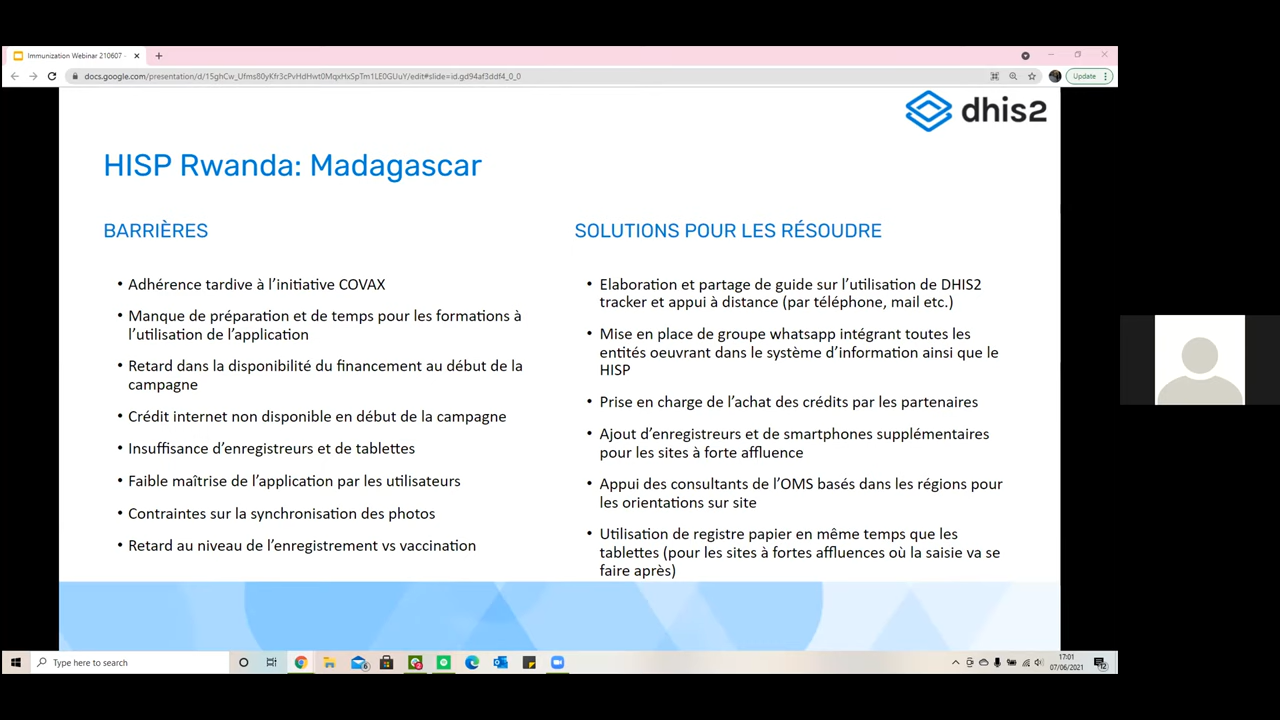 Immunization Webinar 210607 -
docs.google.com/presentation/d/15ghCw_Ufms80yKfr3cPvHdHwt0MqxHxSpTm1LE0GUuY/edit#slide=id.gd94af3ddf4_0_0
Update
dhis2
HISP Rwanda: Madagascar
BARRIÈRES
• Adhérence tardive à l'initiative COVAX
• Manque de préparation et de temps pour les formations à
l'utilisation de l'application
• Retard dans la disponibilité du financement au début de la
campagne
• Crédit internet non disponible en début de la campagne
• Insuffisance d'enregistreurs et de tablettes
• Faible maîtrise de l'application par les utilisateurs
• Contraintes sur la synchronisation des photos
• Retard au niveau de l'enregistrement vs vaccination
SOLUTIONS POUR LES RÉSOUDRE
• Elaboration et partage de guide sur l'utilisation de DHIS2
tracker et appui à distance (par téléphone, mail etc.)
• Mise en place de groupe whatsapp intégrant toutes les
entités oeuvrant dans le système d'information ainsi que le
HISP
• Prise en charge de l'achat des crédits par les partenaires
• Ajout d'enregistreurs et de smartphones supplémentaires
pour les sites à forte affluence
• Appui des consultants de l'OMS basés dans les régions pour
les orientations sur site
• Utilisation de registre papier en même temps que les
tablettes (pour les sites à fortes affluences où la saisie va se
faire après)
Type here to search
17:01
07/06/2021